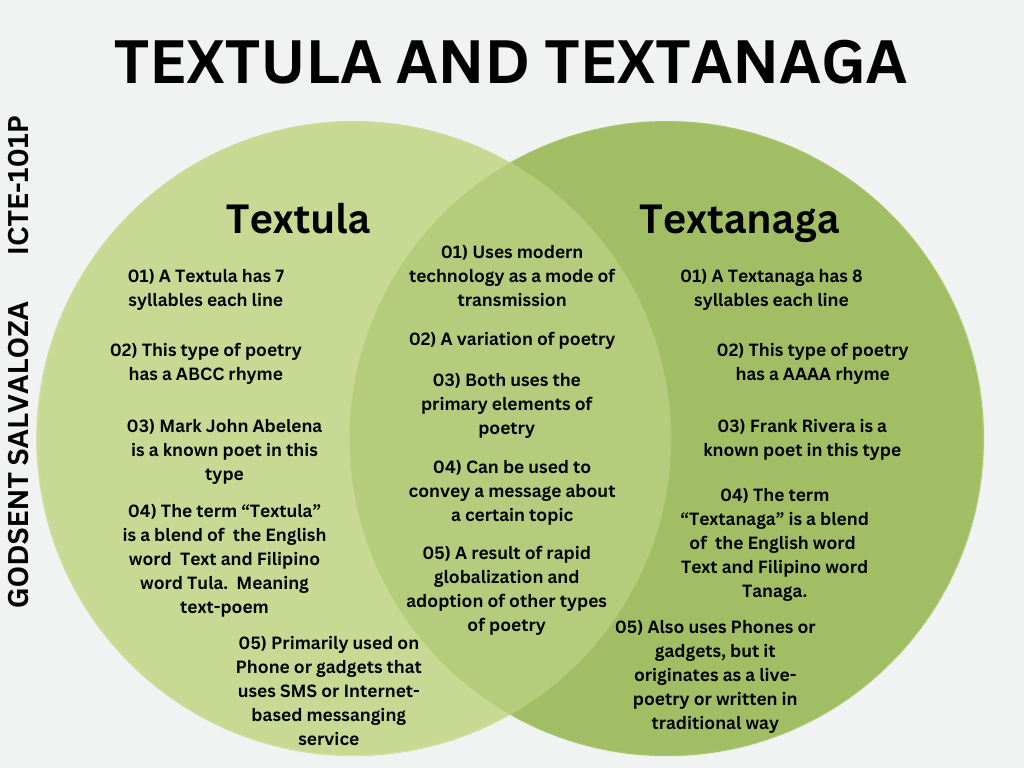 TEXTULA AND TEXTANAGA
GODSENT SALVALOZA ICTE-101P
Textula
01) A Textula has 7
syllables each line
02) This type of poetry
has a ABCC rhyme
03) Mark John Abelena
is a known poet in this
type
04) The term “Textula”
is a blend of the English
word Text and Filipino
word Tula. Meaning
text-poem
05) Primarily used on
Phone or gadgets that
uses SMS or Internet-
based messanging
service
01) Uses modern
technology as a mode of
transmission
02) A variation of poetry
03) Both uses the
primary elements of
poetry
04) Can be used to
convey a message about
a certain topic
05) A result of rapid
globalization and
adoption of other types
of poetry
Textanaga
01) A Textanaga has 8
syllables each line
02) This type of poetry
has a AAAA rhyme
03) Frank Rivera is a
known poet in this type
04) The term
“Textanaga” is a blend
of the English word
Text and Filipino word
Tanaga.
05) Also uses Phones or
gadgets, but it
originates as a live-
poetry or written in
traditional way